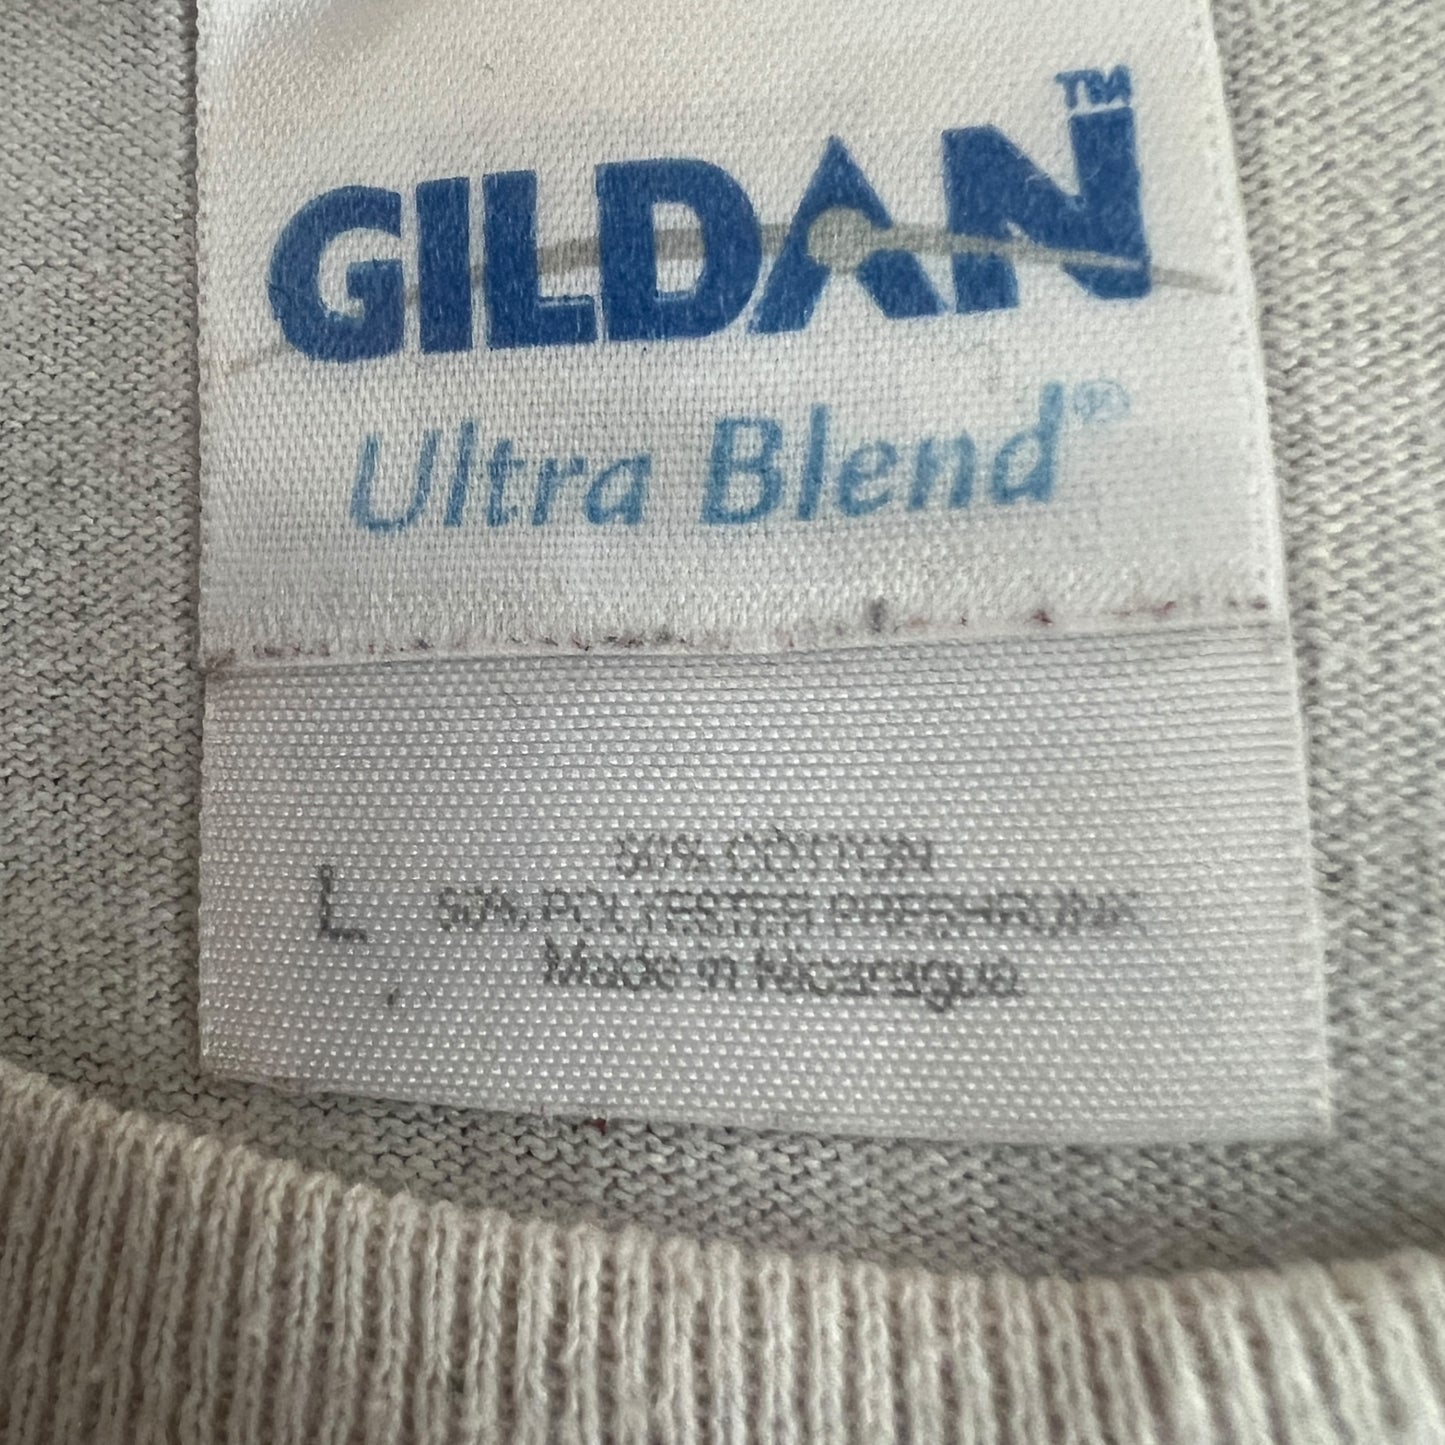 GILDAN™
Ultra Blend®
L
50% COTTON
50% POLYESTER PRESHRUNK
Made in Nicaragua